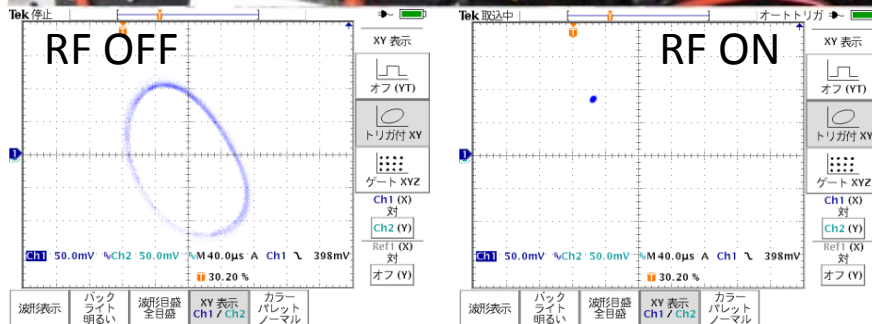 Tek 停止
RF OFF
XY 表示
オフ (YT)
トリガ付 XY
ゲート XYZ
Ch1 (X)
対
Ch2 (Y)
Ref1 (X)
対
オフ (Y)
1
Ch1 50.0mV Ch2 50.0mV M 40.0μs A Ch1 398mV
30.20 %
波形表示
バック
ライト
明るい
波形目盛
全目盛
XY 表示
Ch1 / Ch2
カラー
パレット
ノーマル
Tek 取込中
オートトリガ
RF ON
XY 表示
オフ (YT)
トリガ付 XY
ゲート XYZ
Ch1 (X)
対
Ch2 (Y)
Ref1 (X)
対
オフ (Y)
1
Ch1 50.0mV Ch2 50.0mV M 40.0μs A Ch1 398mV
30.20 %
波形表示
バック
ライト
明るい
波形目盛
全目盛
XY 表示
Ch1 / Ch2
カラー
パレット
ノーマル